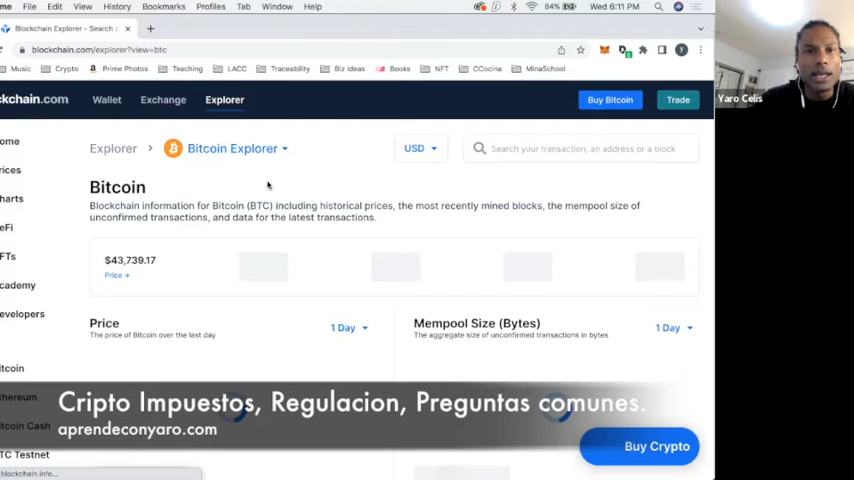 me File Edit View History Bookmarks Profiles Tab Window Help 84% Wed 6:11 PM
Blockchain Explorer - Search t
blockchain.com/explorer?view=btc
Music Crypto Prime Photos Teaching LACC Traceability Biz ideas Books NFT CCocina MinaSchool
ckchain.com Wallet Exchange Explorer Buy Bitcoin Trade
Yaro Celis
ome
Explorer > Bitcoin Explorer USD Search your transaction, an address or a block
rices
Bitcoin
harts
Blockchain information for Bitcoin (BTC) including historical prices, the most recently mined blocks, the mempool size of
unconfirmed transactions, and data for the latest transactions.
eFi
FTs
$43,739.17
Price →
cademy
evelopers
Price 1 Day
The price of Bitcoin over the last day
Mempool Size (Bytes) 1 Day
The aggregate size of unconfirmed transactions in bytes
itcoin
thereum
Cripto Impuestos, Regulacion, Preguntas comunes.
itcoin Cash
aprendeconyaro.com
Buy Crypto
TC Testnet
blockchain.info...